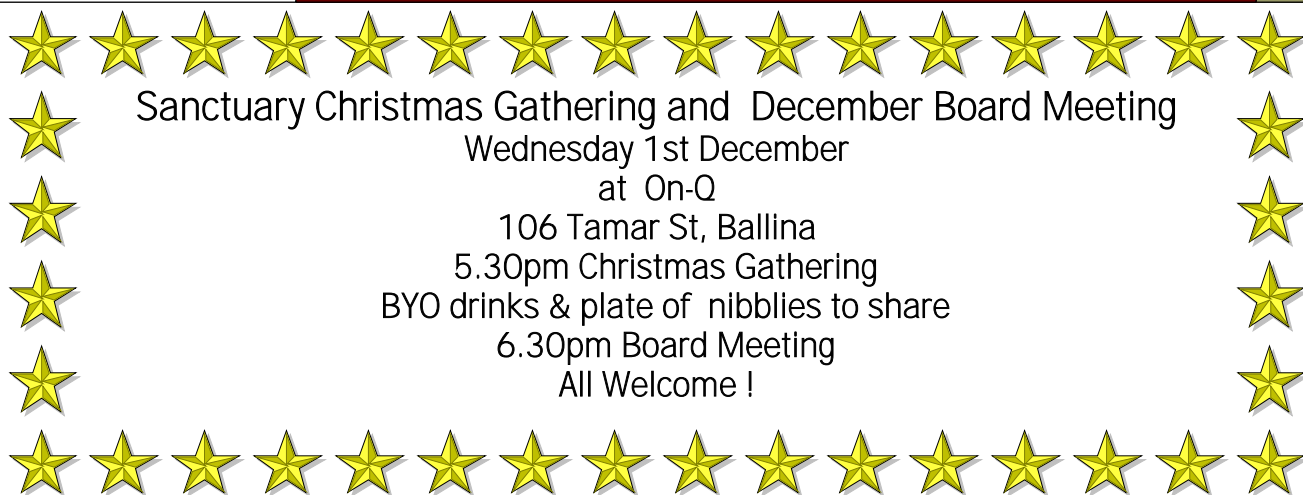 Sanctuary Christmas Gathering and  December Board Meeting
Wednesday 1st December
at  On-Q
106 Tamar St, Ballina
5.30pm Christmas Gathering
BYO drinks & plate of  nibblies to share
6.30pm Board Meeting
All Welcome !